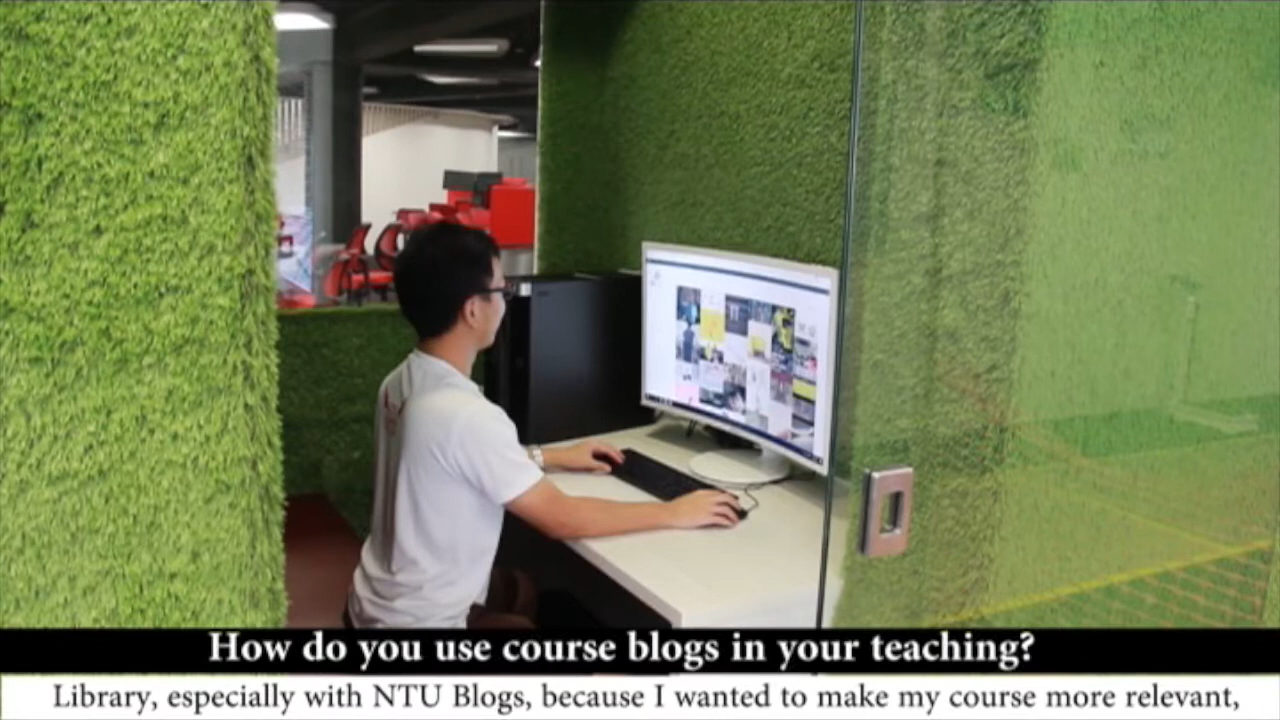 How do you use course blogs in your teaching?
Library, especially with NTU Blogs, because I wanted to make my course more relevant,